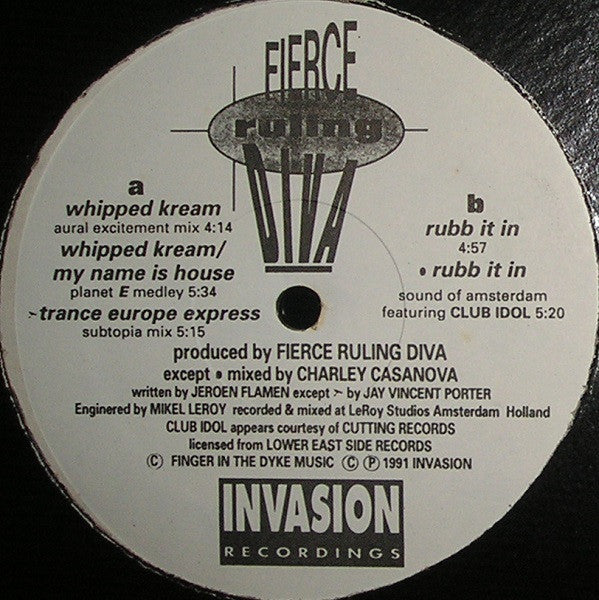 FIERCE
ruling
DIVA
a
whipped kream
aural excitement mix 4:14
whipped kream/
my name is house
planet E medley 5:34
➣trance europe express
subtopia mix 5:15
b
rubb it in
4:57
• rubb it in
sound of amsterdam
featuring CLUB IDOL 5:20
produced by FIERCE RULING DIVA
except • mixed by CHARLEY CASANOVA
written by JEROEN FLAMEN except ➣ by JAY VINCENT PORTER
Enginered by MIKEL LEROY recorded & mixed at LeRoy Studios Amsterdam Holland
CLUB IDOL appears courtesy of CUTTING RECORDS
licensed from LOWER EAST SIDE RECORDS
© FINGER IN THE DYKE MUSIC © ℗ 1991 INVASION
INVASION
RECORDINGS